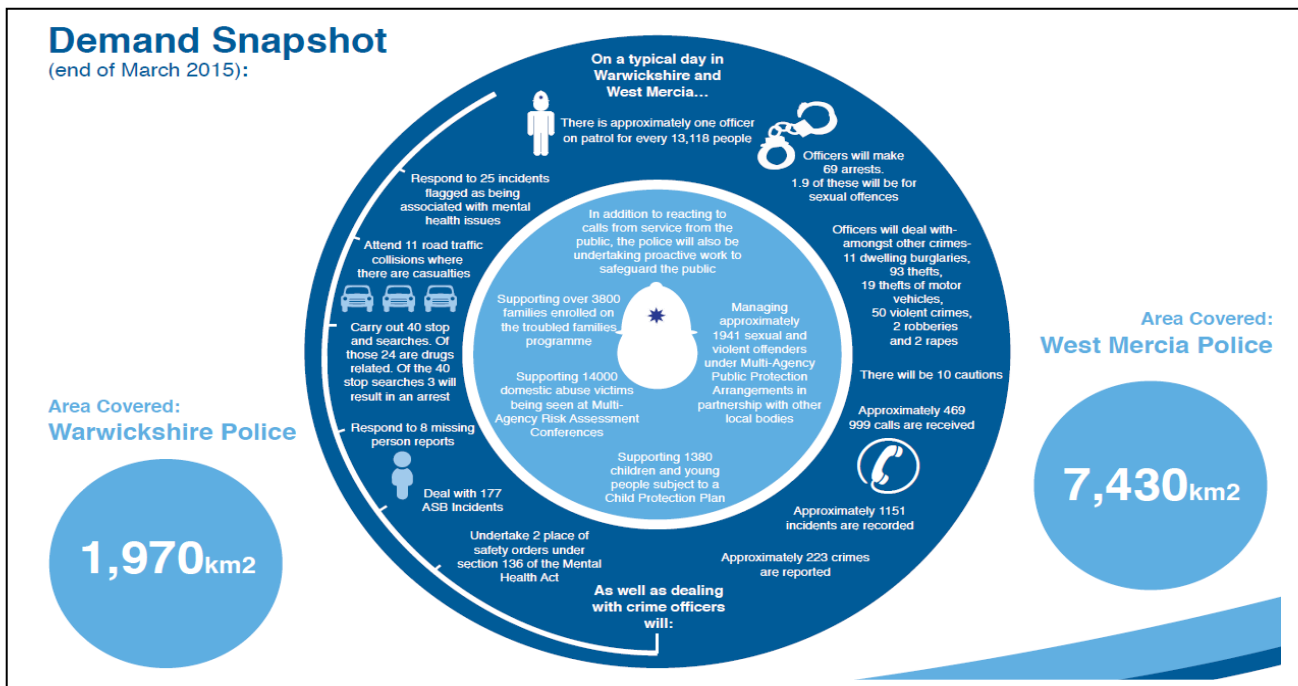 Demand Snapshot
(end of March 2015):
On a typical day in
Warwickshire and
West Mercia...
There is approximately one officer
on patrol for every 13,118 people
Officers will make
69 arrests.
1.9 of these will be for
sexual offences
Officers will deal with-
amongst other crimes-
11 dwelling burglaries,
93 thefts,
19 thefts of motor
vehicles,
50 violent crimes,
2 robberies
and 2 rapes
There will be 10 cautions
Approximately 469
999 calls are received
Approximately 1151
incidents are recorded
Approximately 223 crimes
are reported
As well as dealing
with crime officers
will:
Respond to 25 incidents
flagged as being
associated with mental
health issues
Attend 11 road traffic
collisions where
there are casualties
Carry out 40 stop
and searches. Of
those 24 are drugs
related. Of the 40
stop searches 3 will
result in an arrest
Respond to 8 missing
person reports
Deal with 177
ASB Incidents
Undertake 2 place of
safety orders under
section 136 of the Mental
Health Act
In addition to reacting to
calls from service from the
public, the police will also be
undertaking proactive work to
safeguard the public
Supporting over 3800
families enrolled on
the troubled families
programme
Managing
approximately
1941 sexual and
violent offenders
under Multi-Agency
Public Protection
Arrangements in
partnership with other
local bodies
Supporting 14000
domestic abuse victims
being seen at Multi-
Agency Risk Assessment
Conferences
Supporting 1380
children and young
people subject to a
Child Protection Plan
Area Covered:
Warwickshire Police
1,970km2
Area Covered:
West Mercia Police
7,430km2